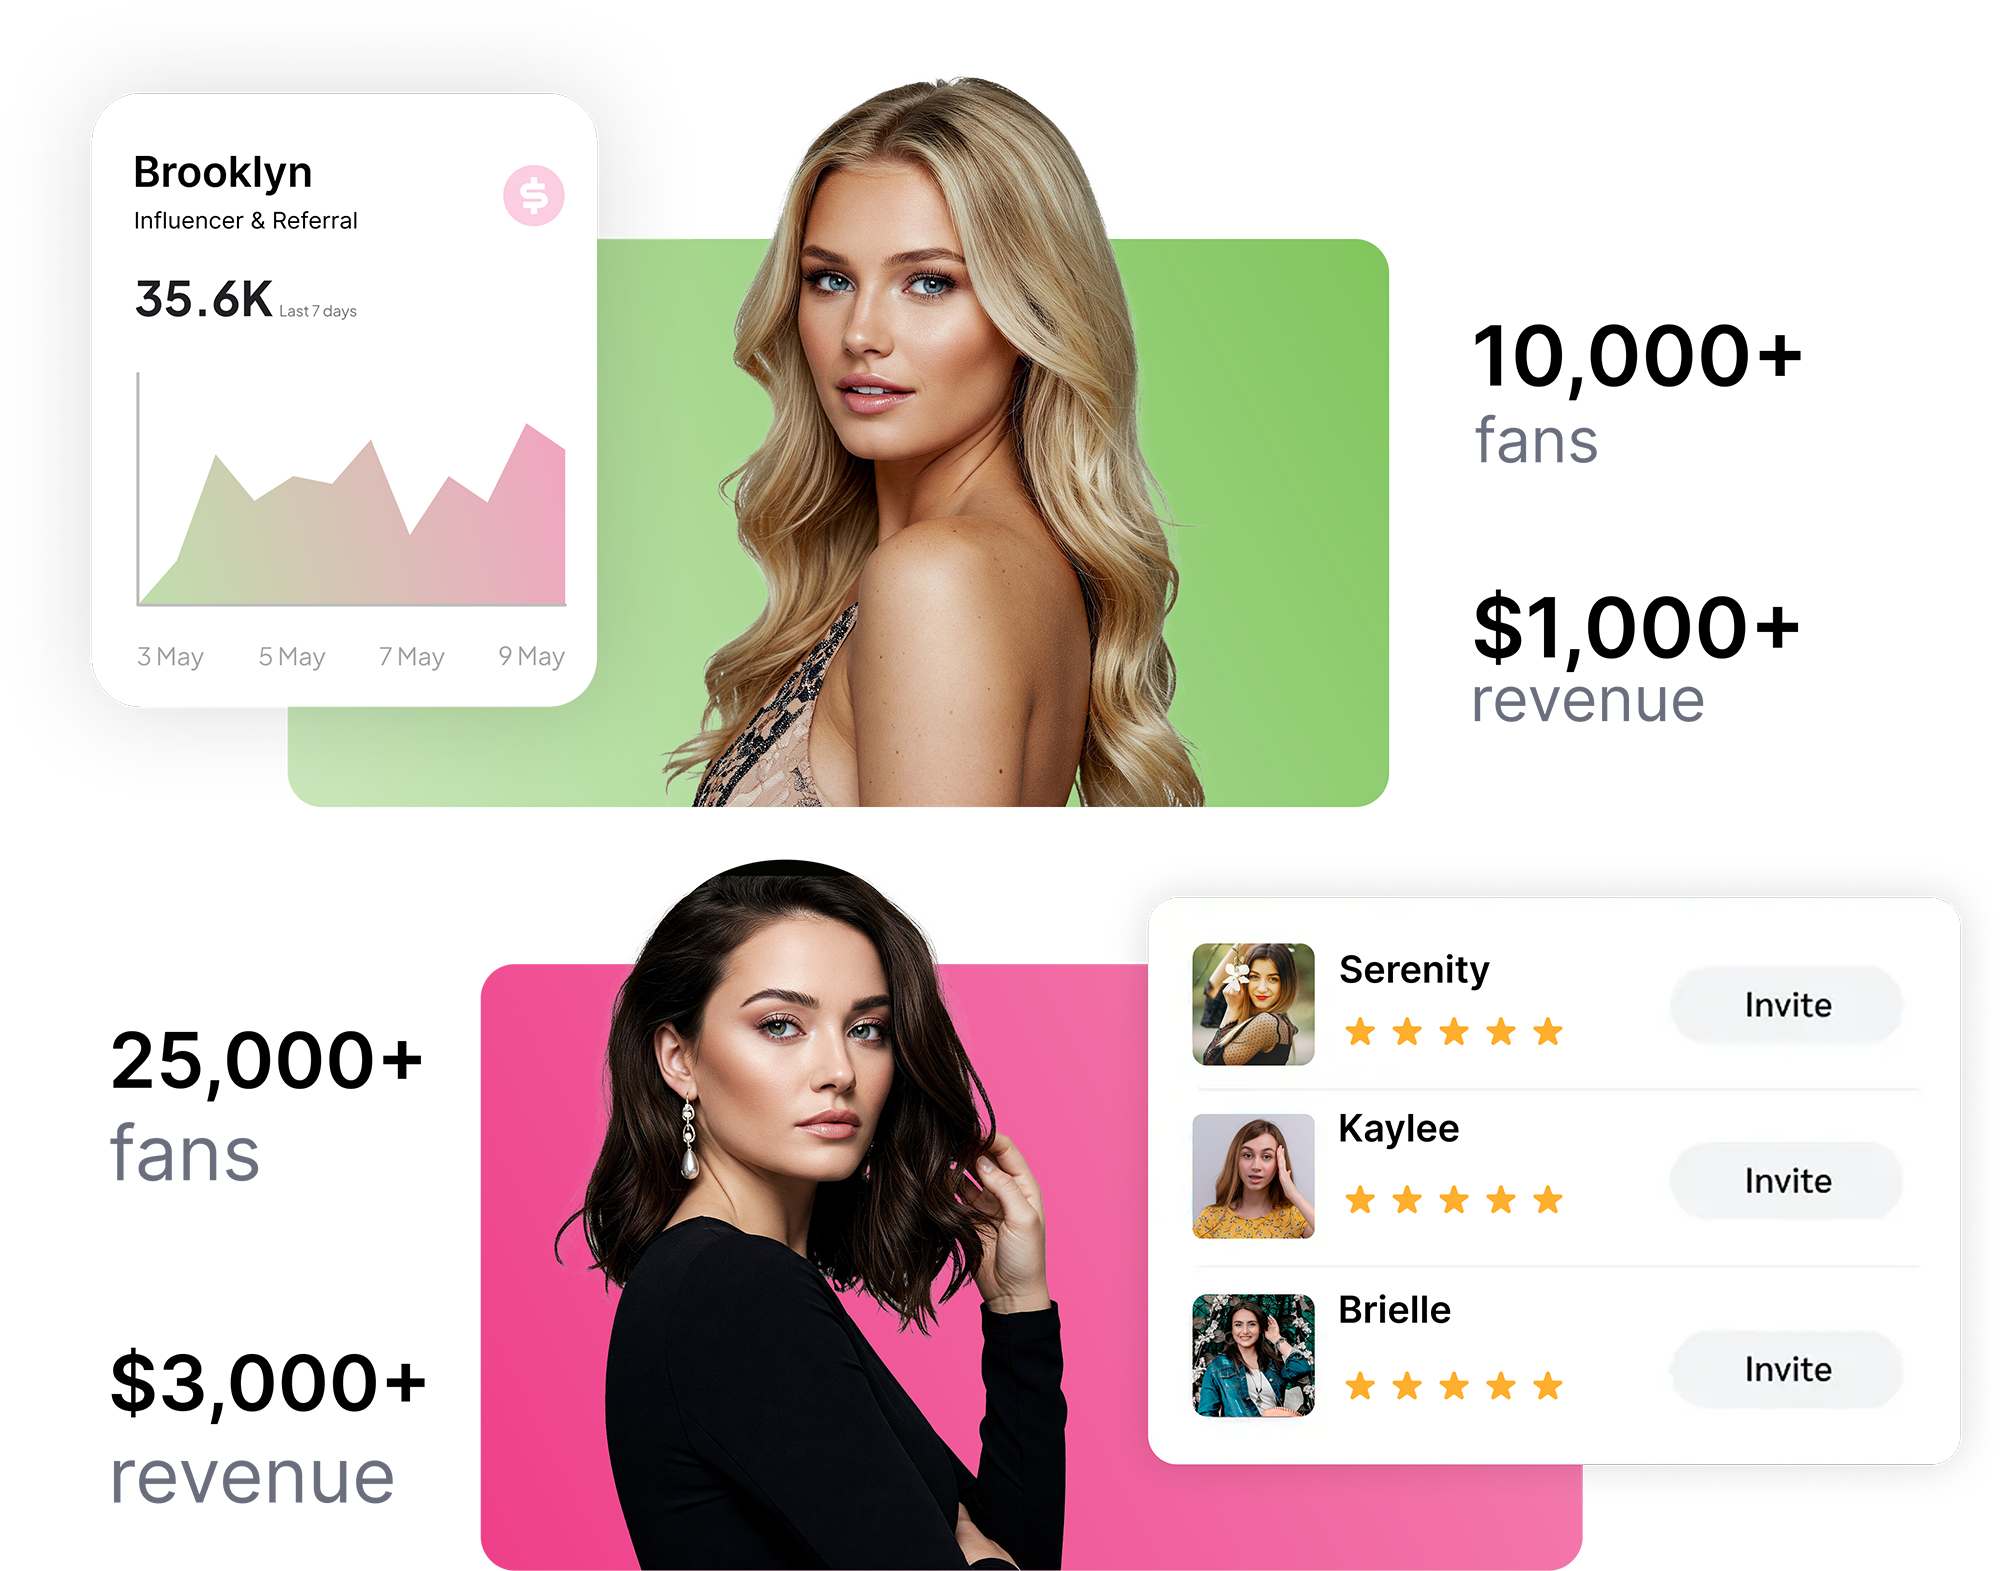 Brooklyn
Influencer & Referral
$
35.6K Last 7 days
3 May 5 May 7 May 9 May
10,000+
fans
$1,000+
revenue
25,000+
fans
$3,000+
revenue
Serenity
Invite
Kaylee
Invite
Brielle
Invite